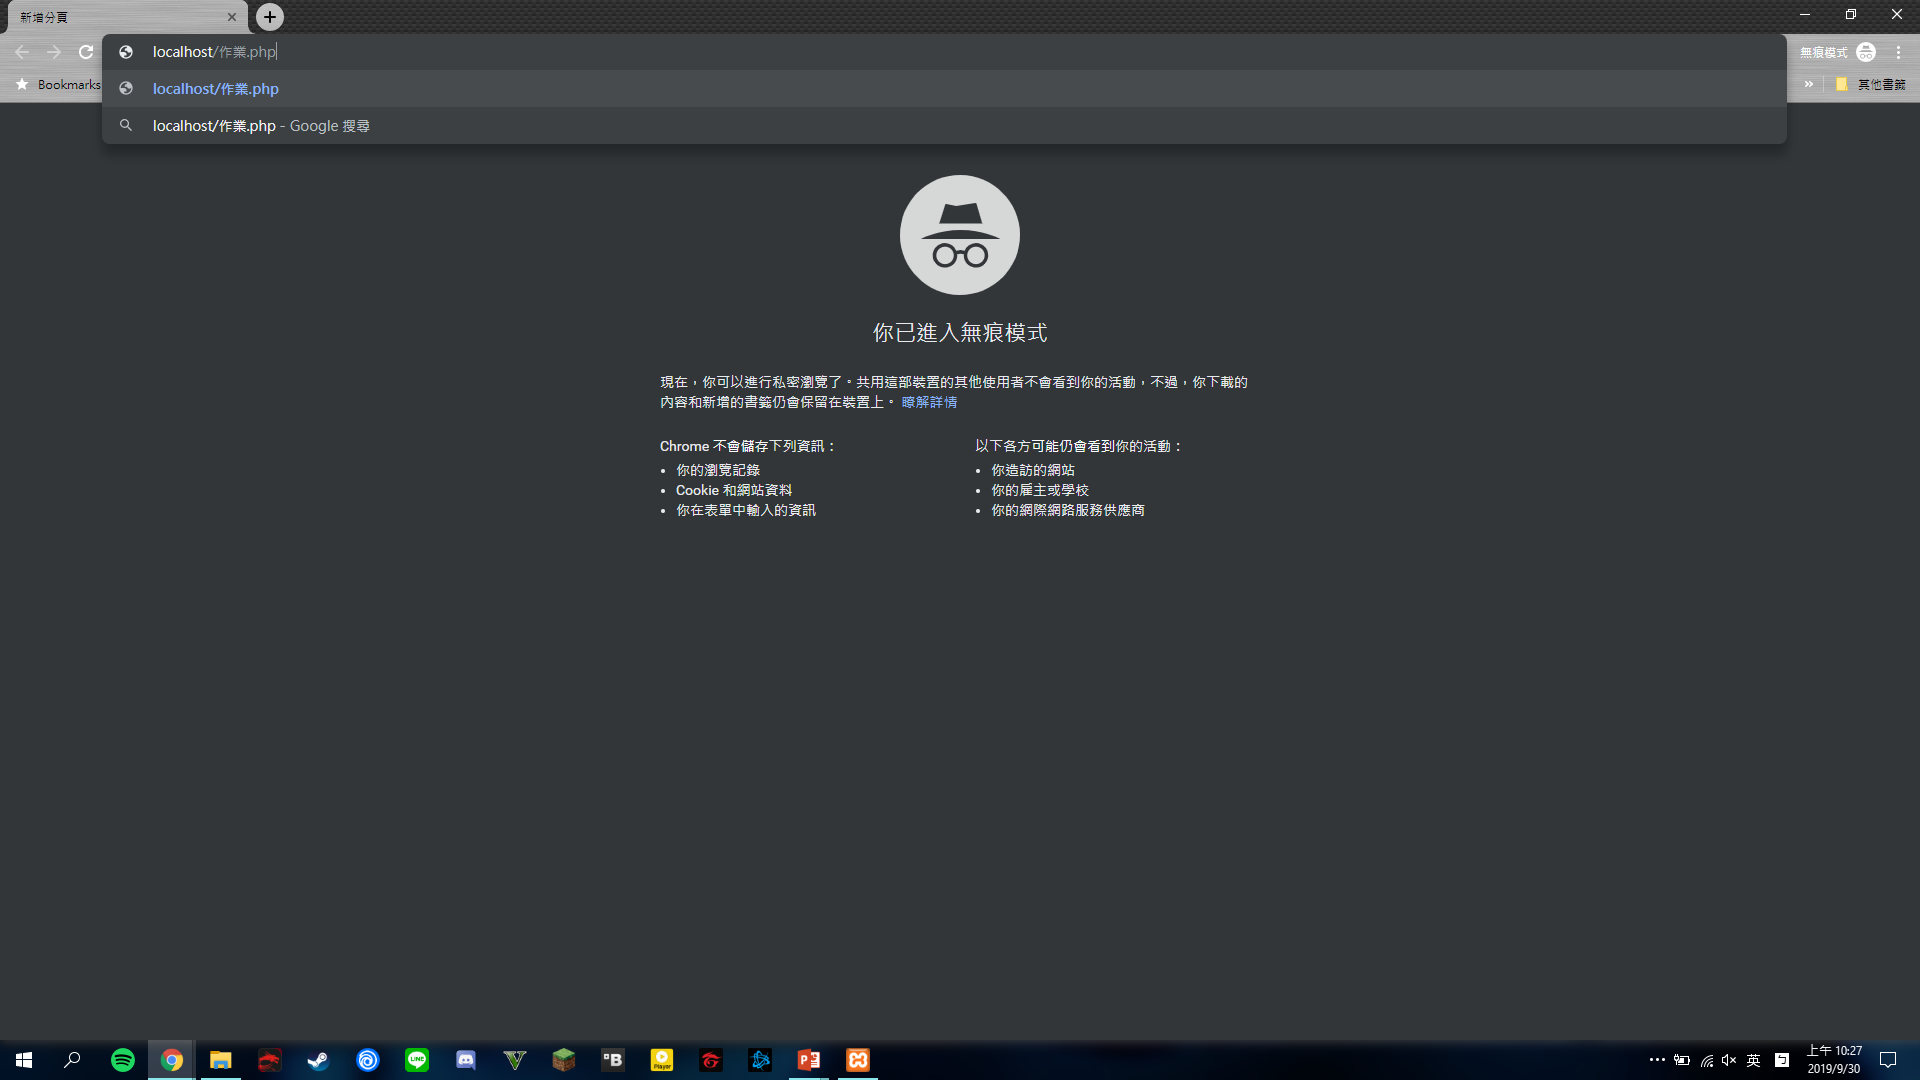 新增分頁
localhost/作業.php
無痕模式
Bookmarks
localhost/作業.php
» 其他書籤
localhost/作業.php - Google 搜尋
你已進入無痕模式
現在，你可以進行私密瀏覽了。共用這部裝置的其他使用者不會看到你的活動，不過，你下載的
內容和新增的書籤仍會保留在裝置上。 瞭解詳情
Chrome 不會儲存下列資訊：
• 你的瀏覽記錄
• Cookie 和網站資料
• 你在表單中輸入的資訊
以下各方可能仍會看到你的活動：
• 你造訪的網站
• 你的雇主或學校
• 你的網際網路服務供應商
LINE
V
B
Player
P
英
ㄅ
上午 10:27
2019/9/30